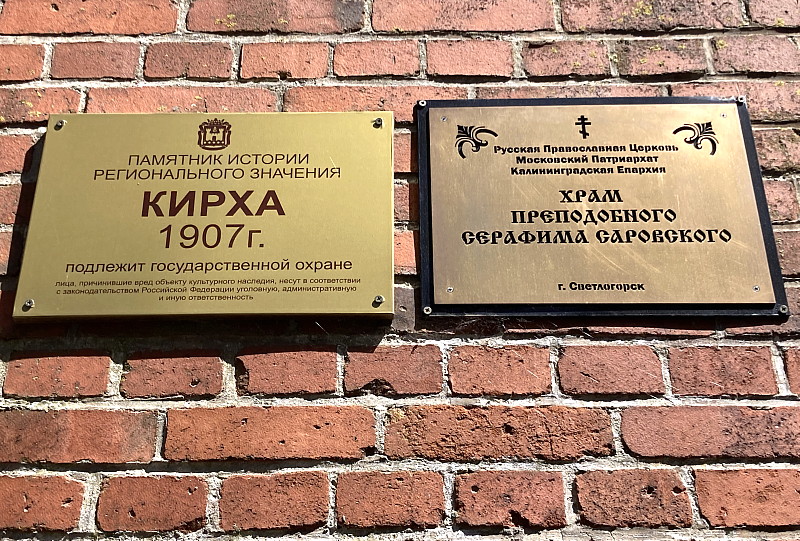 ПАМЯТНИК ИСТОРИИ
РЕГИОНАЛЬНОГО ЗНАЧЕНИЯ
КИРХА
1907г.
подлежит государственной охране
лица, причинившие вред объекту культурного наследия, несут в соответствии
с законодательством Российской Федерации уголовную, административную
и иную ответственность
Русская Православная Церковь
Московский Патриархат
Калининградская Епархия
ХРАМ
ПРЕПОДОБНОГО
СЕРАФИМА САРОВСКОГО
г. Светлогорск